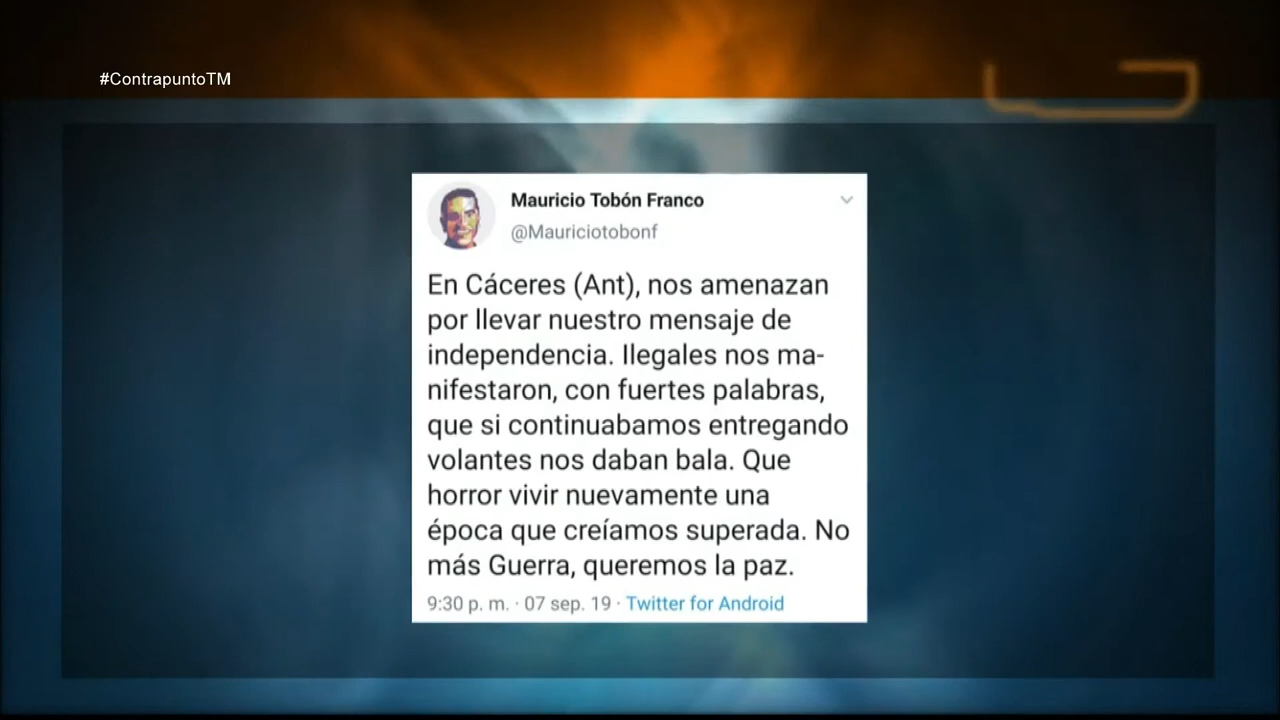 #ContrapuntoTM
Mauricio Tobón Franco
@Mauriciotobonf
En Cáceres (Ant), nos amenazan
por llevar nuestro mensaje de
independencia. Ilegales nos ma-
nifestaron, con fuertes palabras,
que si continuabamos entregando
volantes nos daban bala. Que
horror vivir nuevamente una
época que creíamos superada. No
más Guerra, queremos la paz.
9:30 p. m. · 07 sep. 19 · Twitter for Android